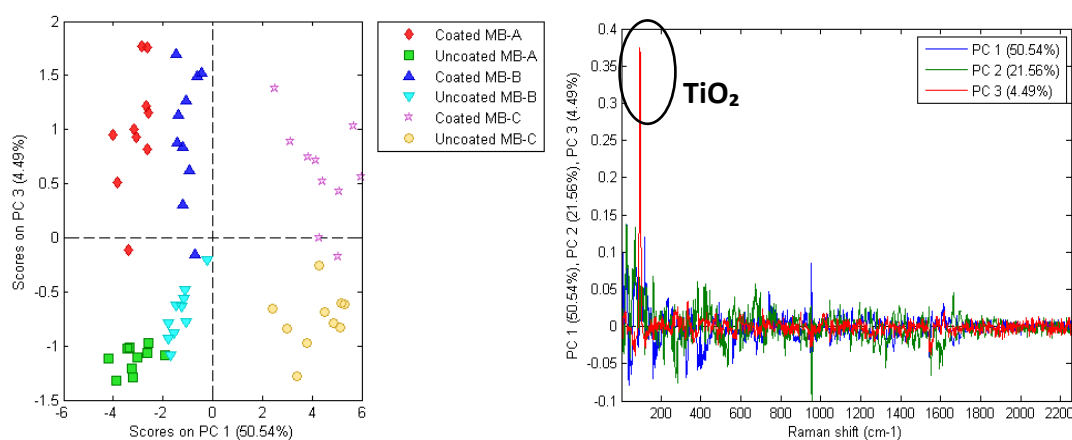 Scores on PC 3 (4.49%)
2
1.5
1
0.5
0
-0.5
-1
-1.5
-6
-4
-2
0
2
4
6
Scores on PC 1 (50.54%)
Coated MB-A
Uncoated MB-A
Coated MB-B
Uncoated MB-B
Coated MB-C
Uncoated MB-C
PC 1 (50.54%), PC 2 (21.56%), PC 3 (4.49%)
0.4
0.35
0.3
0.25
0.2
0.15
0.1
0.05
0
-0.05
-0.1
TiO₂
PC 1 (50.54%)
PC 2 (21.56%)
PC 3 (4.49%)
200
400
600
800
1000
1200
1400
1600
1800
2000
2200
Raman shift (cm-1)